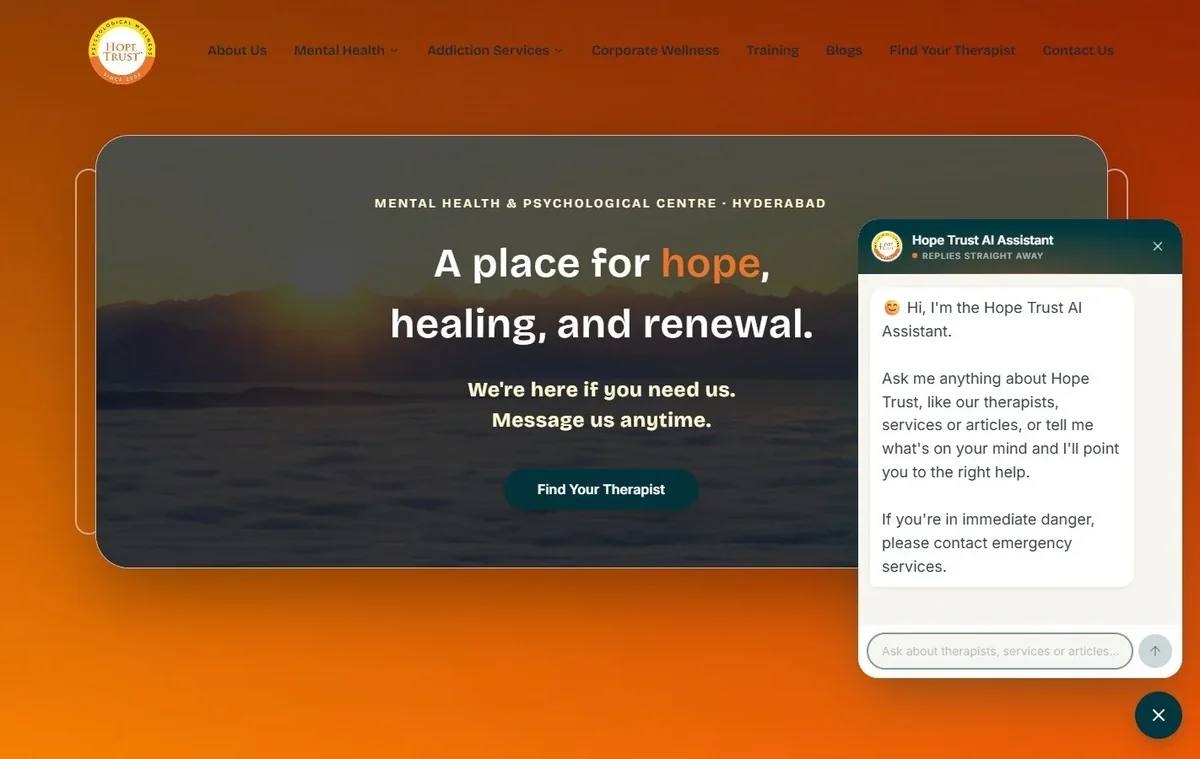 PSYCHOLOGICAL WELLNESS
HOPE
TRUST
SINCE 2002
About Us
Mental Health
Addiction Services
Corporate Wellness
Training
Blogs
Find Your Therapist
Contact Us
MENTAL HEALTH & PSYCHOLOGICAL CENTRE · HYDERABAD
A place for hope,
healing, and renewal.
We're here if you need us.
Message us anytime.
Find Your Therapist
Hope Trust AI Assistant
REPLIES STRAIGHT AWAY
😊 Hi, I'm the Hope Trust AI
Assistant.
Ask me anything about Hope
Trust, like our therapists,
services or articles, or tell me
what's on your mind and I'll point
you to the right help.
If you're in immediate danger,
please contact emergency
services.
Ask about therapists, services or articles...